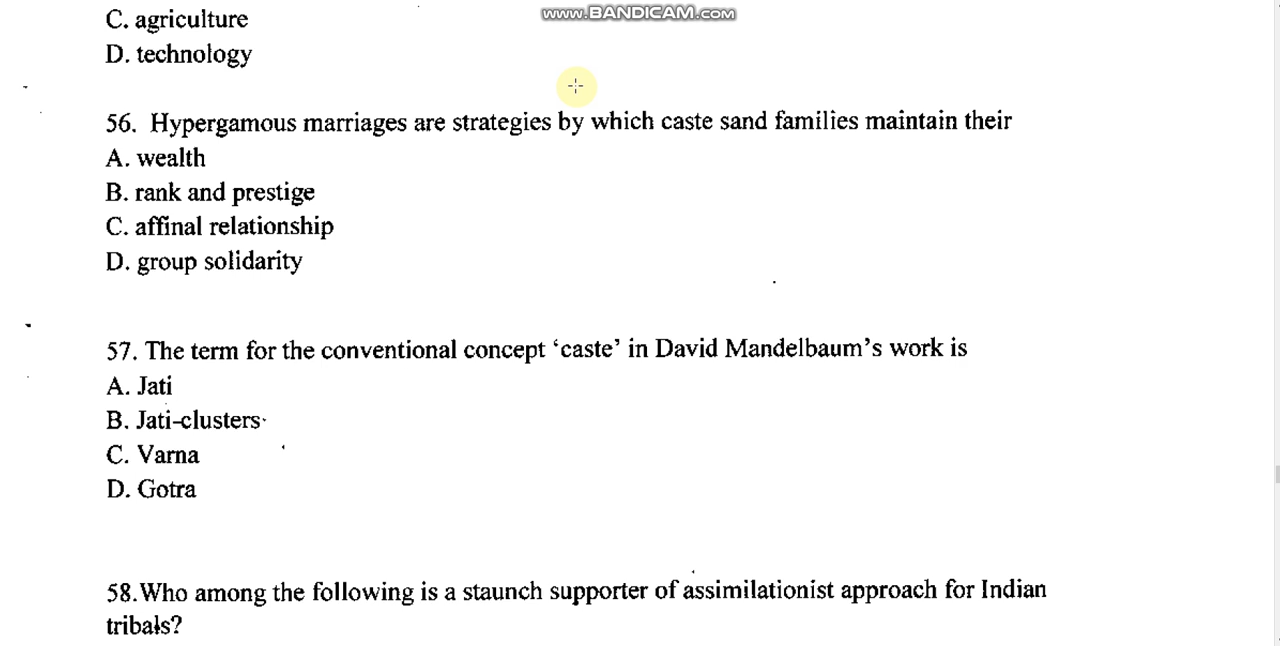 www.BANDICAM.com
C. agriculture
D. technology
56. Hypergamous marriages are strategies by which caste sand families maintain their
A. wealth
B. rank and prestige
C. affinal relationship
D. group solidarity
57. The term for the conventional concept ‘caste’ in David Mandelbaum’s work is
A. Jati
B. Jati-clusters
C. Varna
D. Gotra
58.Who among the following is a staunch supporter of assimilationist approach for Indian
tribals?